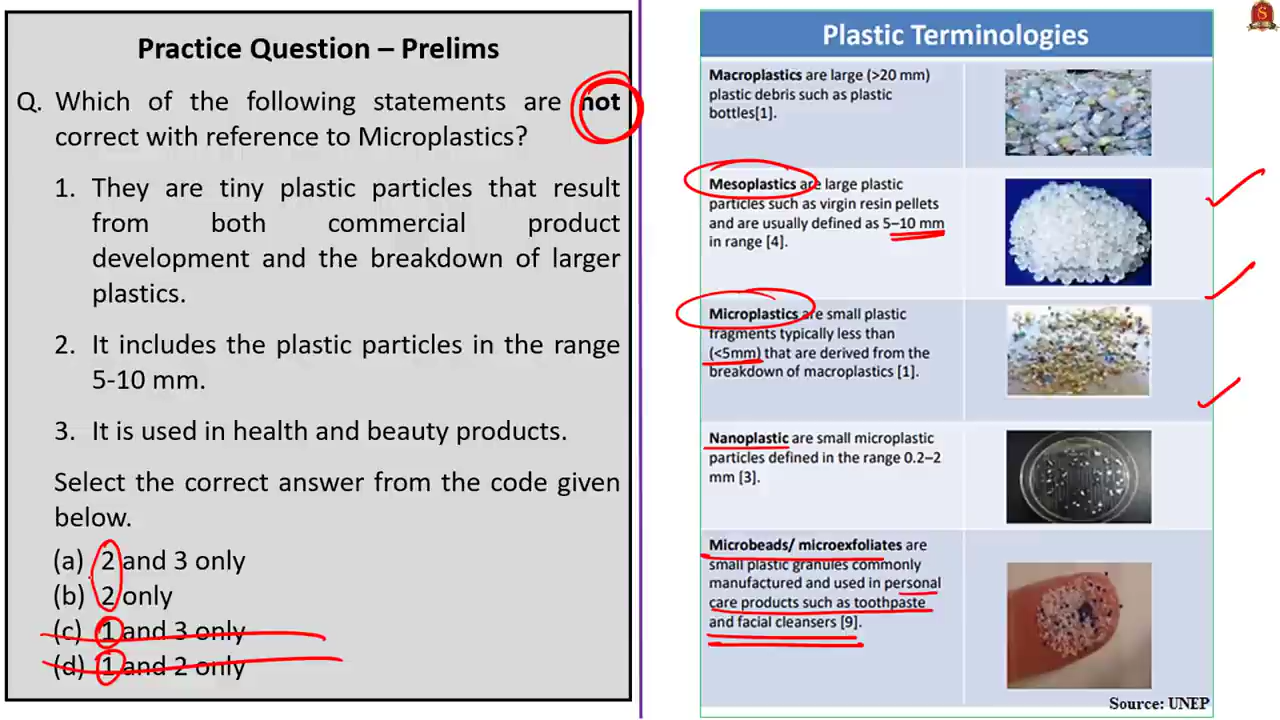 Practice Question – Prelims
Q. Which of the following statements are not
correct with reference to Microplastics?
1. They are tiny plastic particles that result
from both commercial product
development and the breakdown of larger
plastics.
2. It includes the plastic particles in the range
5-10 mm.
3. It is used in health and beauty products.
Select the correct answer from the code given
below.
(a) 2 and 3 only
(b) 2 only
(c) 1 and 3 only
(d) 1 and 2 only
Plastic Terminologies
Macroplastics are large (>20 mm)
plastic debris such as plastic
bottles[1].
Mesoplastics are large plastic
particles such as virgin resin pellets
and are usually defined as 5–10 mm
in range [4].
Microplastics are small plastic
fragments typically less than
(<5mm) that are derived from the
breakdown of macroplastics [1].
Nanoplastic are small microplastic
particles defined in the range 0.2–2
mm [3].
Microbeads/ microexfoliates are
small plastic granules commonly
manufactured and used in personal
care products such as toothpaste
and facial cleansers [9].
Source: UNEP
S